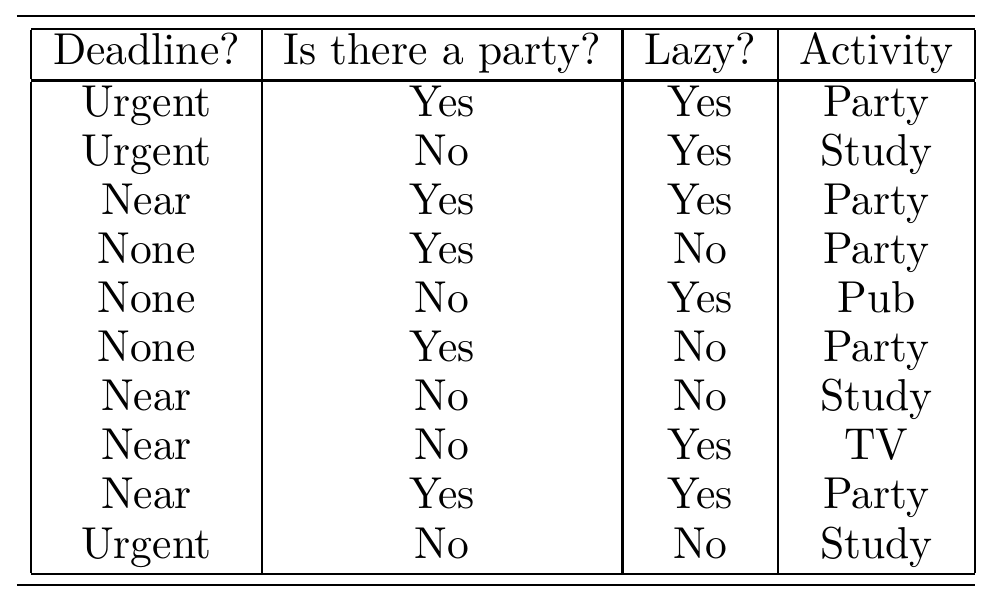 Deadline? Is there a party? Lazy? Activity
Urgent Yes Yes Party
Urgent No Yes Study
Near Yes Yes Party
None Yes No Party
None No Yes Pub
None Yes No Party
Near No No Study
Near No Yes TV
Near Yes Yes Party
Urgent No No Study